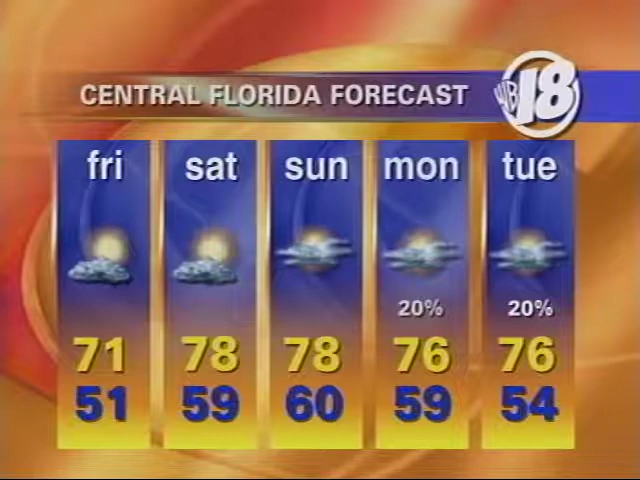 CENTRAL FLORIDA FORECAST
WB 18
fri sat sun mon tue
20% 20%
71 78 78 76 76
51 59 60 59 54